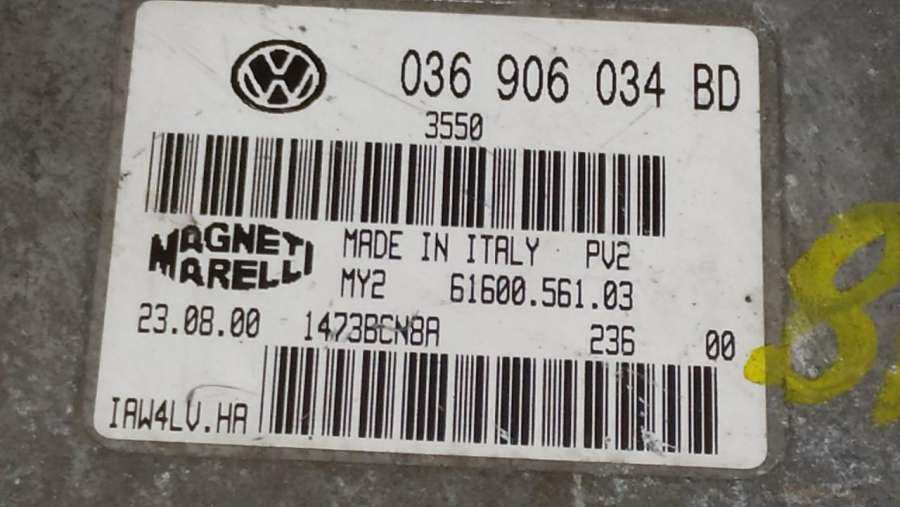 036 906 034 BD
3550
MAGNETI MARELLI
MADE IN ITALY PV2
MY2 61600.561.03
23.08.00 1473BCN8A 236 00
IAW4LV.HA